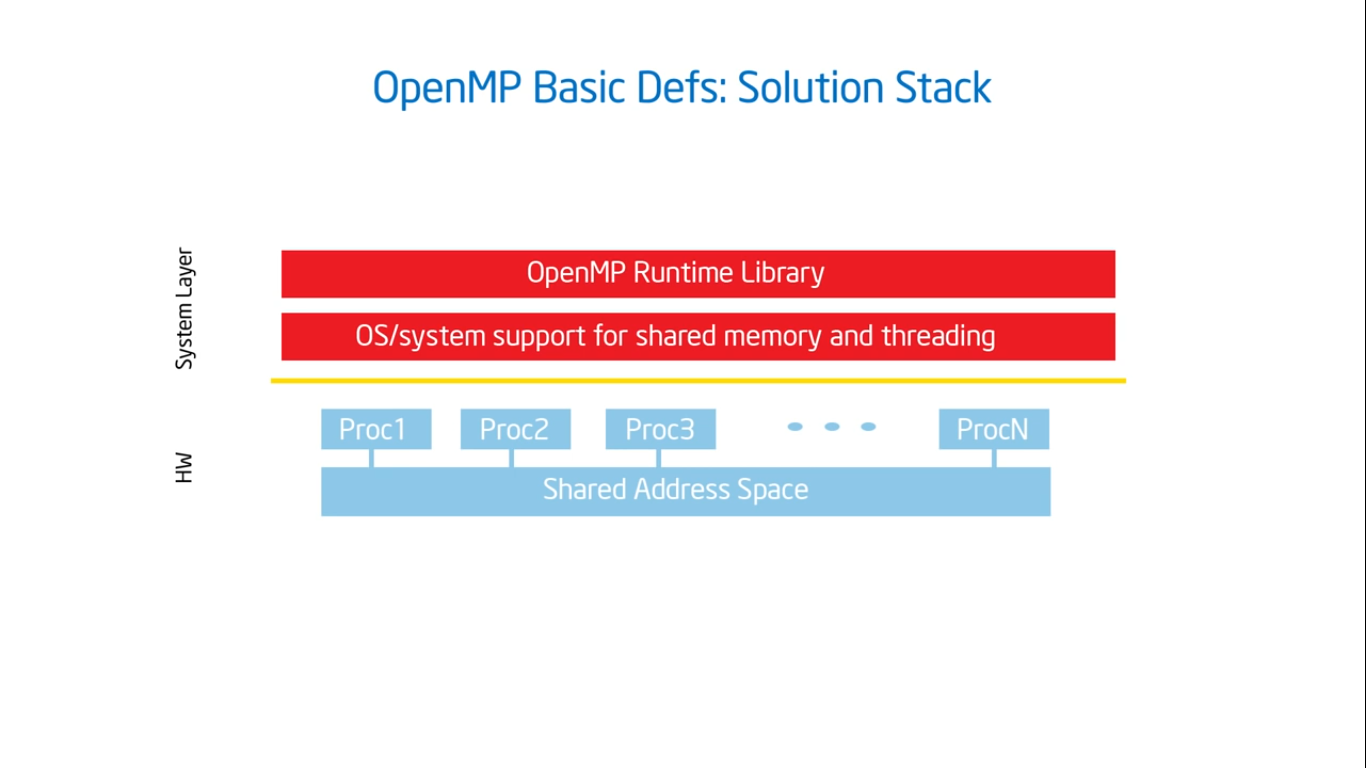 OpenMP Basic Defs: Solution Stack
System Layer
OpenMP Runtime Library
OS/system support for shared memory and threading
HW
Proc1 Proc2 Proc3 ProcN
Shared Address Space